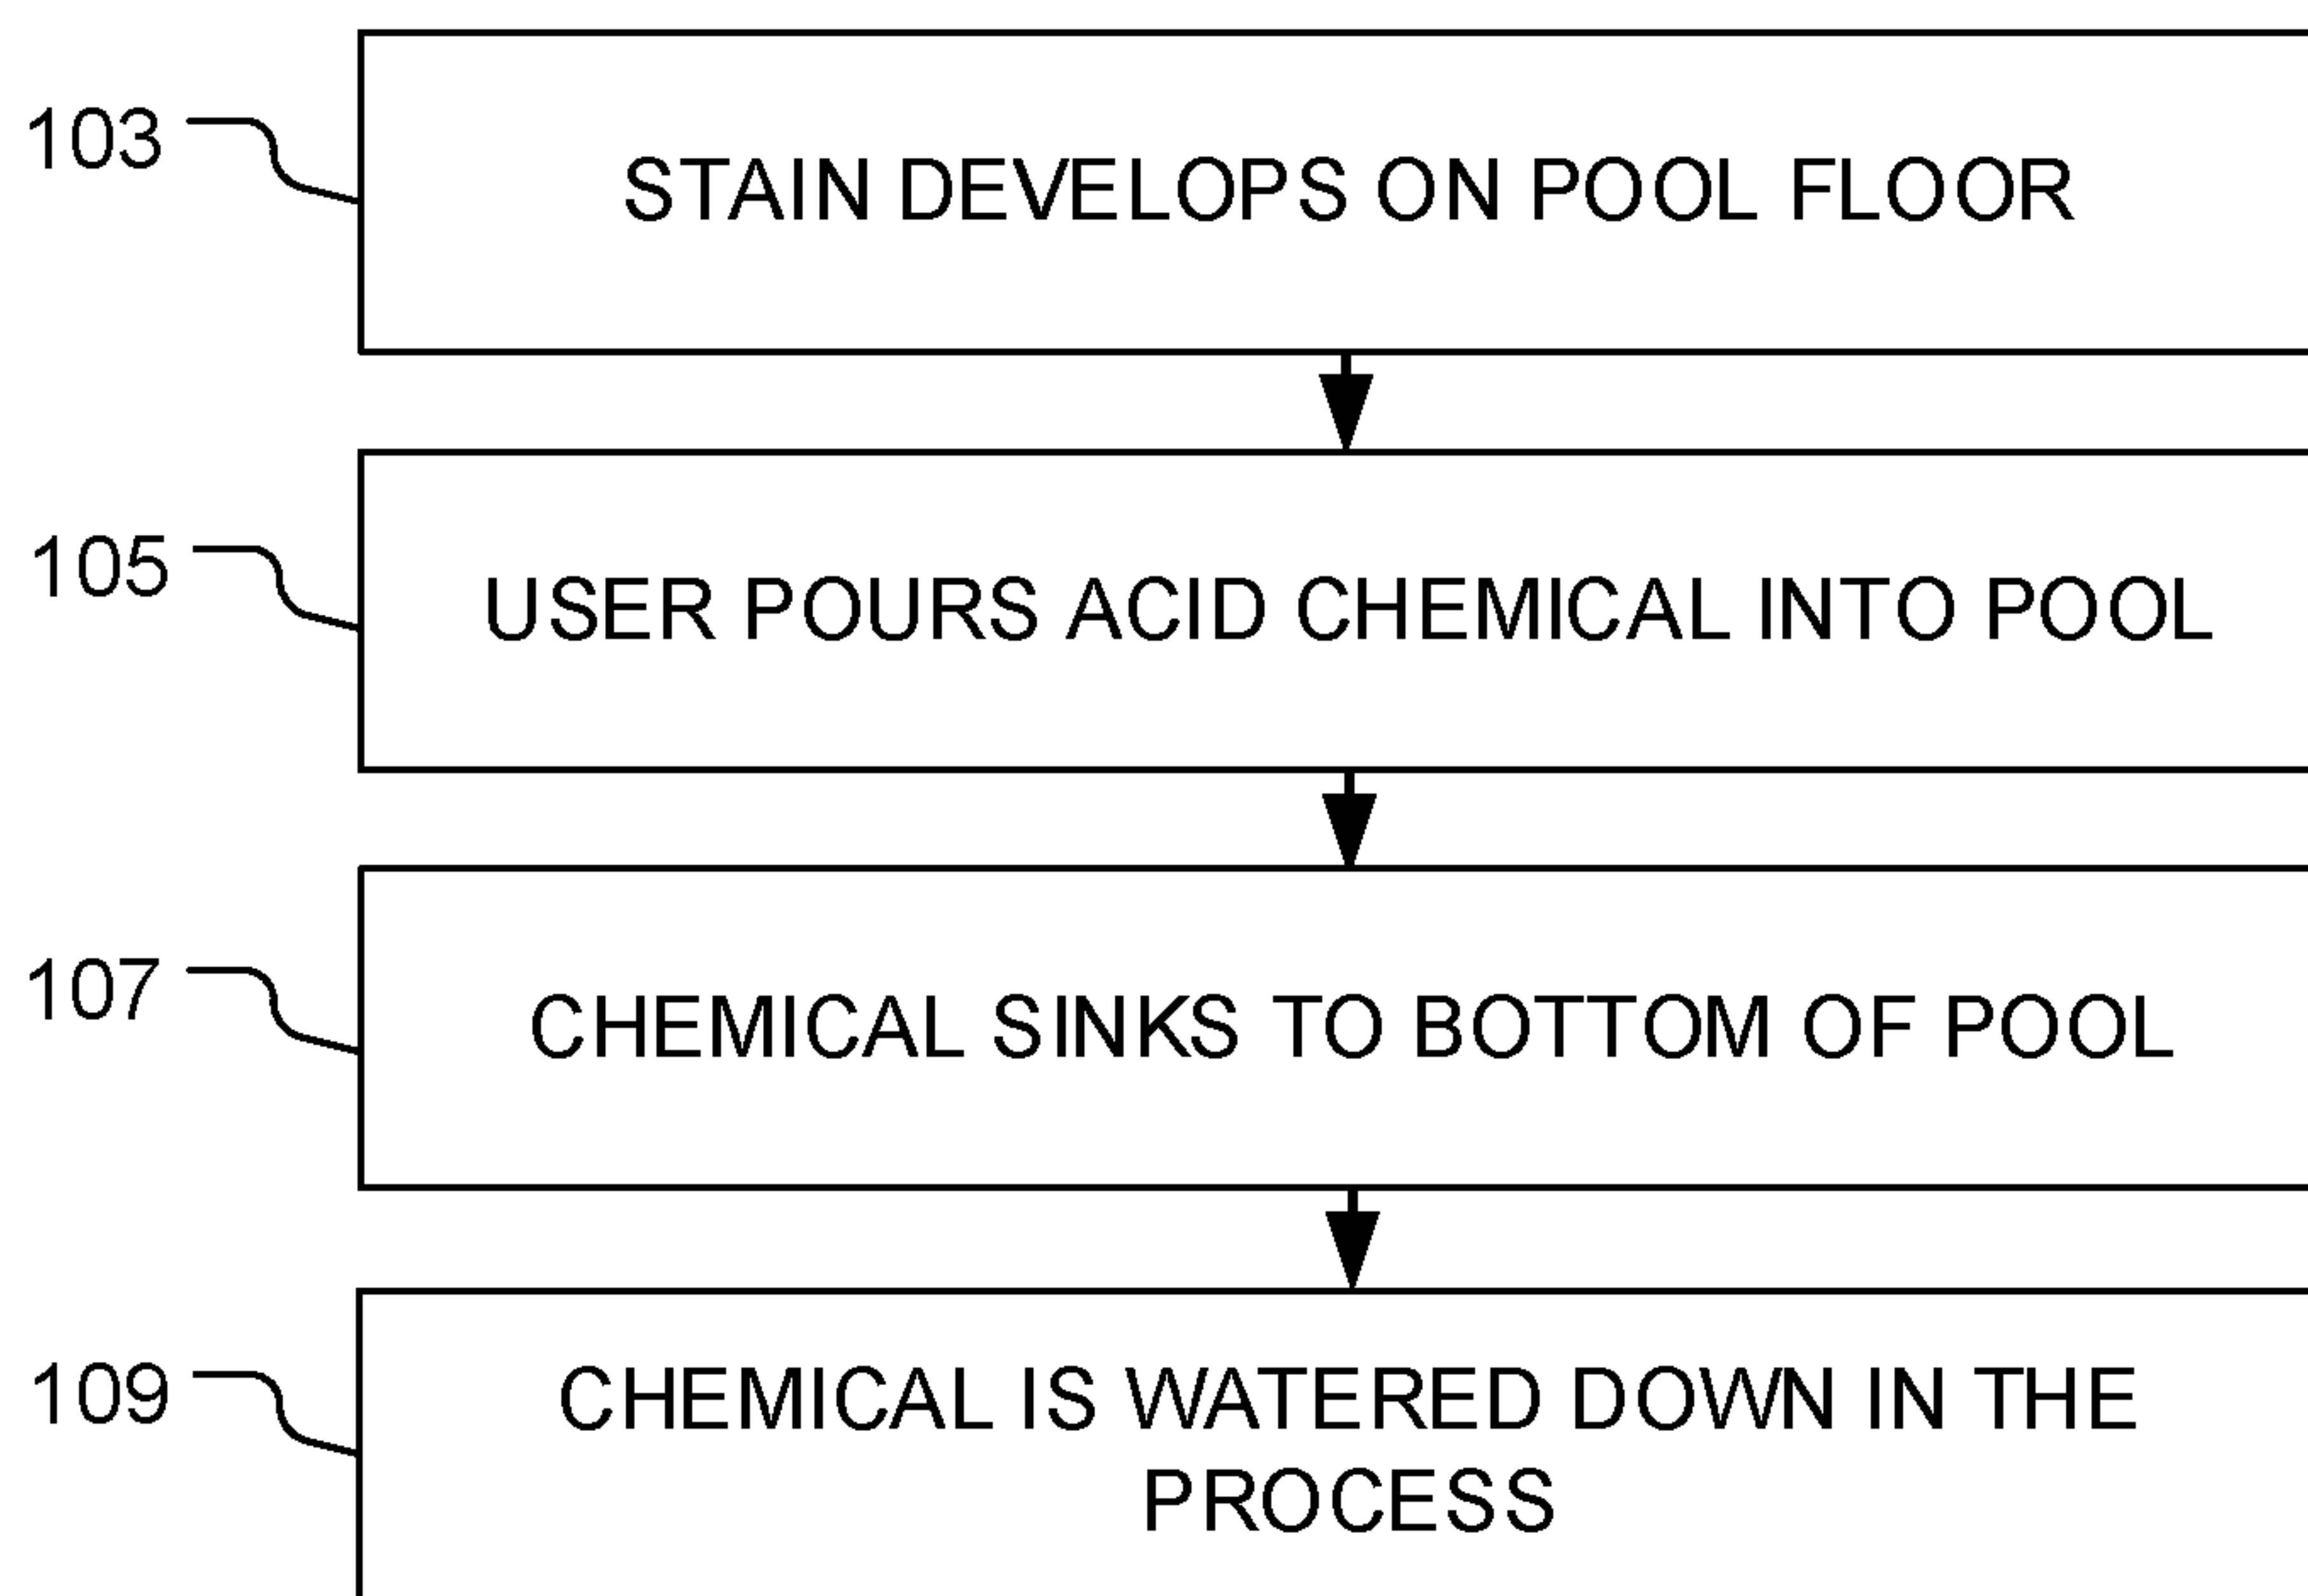 103
STAIN DEVELOPS ON POOL FLOOR
105
USER POURS ACID CHEMICAL INTO POOL
107
CHEMICAL SINKS TO BOTTOM OF POOL
109
CHEMICAL IS WATERED DOWN IN THE
PROCESS